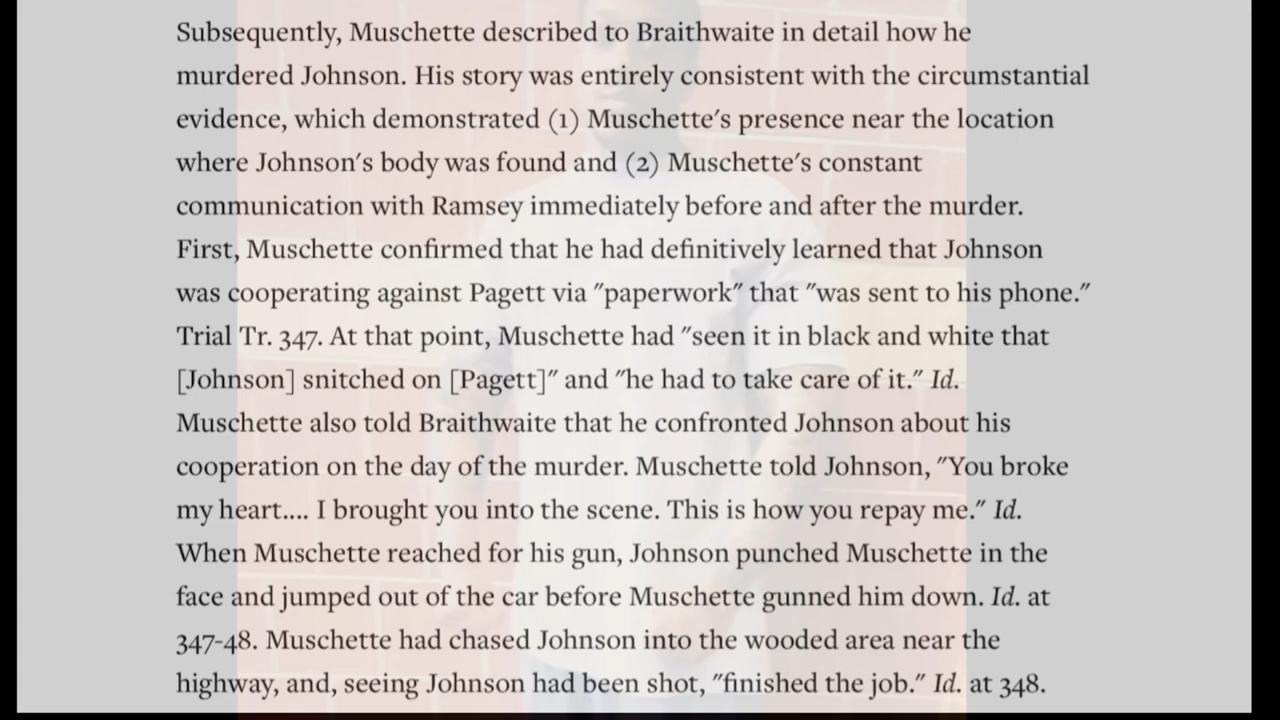 Subsequently, Muschette described to Braithwaite in detail how he
murdered Johnson. His story was entirely consistent with the circumstantial
evidence, which demonstrated (1) Muschette's presence near the location
where Johnson's body was found and (2) Muschette's constant
communication with Ramsey immediately before and after the murder.
First, Muschette confirmed that he had definitively learned that Johnson
was cooperating against Pagett via "paperwork" that "was sent to his phone."
Trial Tr. 347. At that point, Muschette had "seen it in black and white that
[Johnson] snitched on [Pagett]" and "he had to take care of it." Id.
Muschette also told Braithwaite that he confronted Johnson about his
cooperation on the day of the murder. Muschette told Johnson, "You broke
my heart.... I brought you into the scene. This is how you repay me." Id.
When Muschette reached for his gun, Johnson punched Muschette in the
face and jumped out of the car before Muschette gunned him down. Id. at
347-48. Muschette had chased Johnson into the wooded area near the
highway, and, seeing Johnson had been shot, "finished the job." Id. at 348.